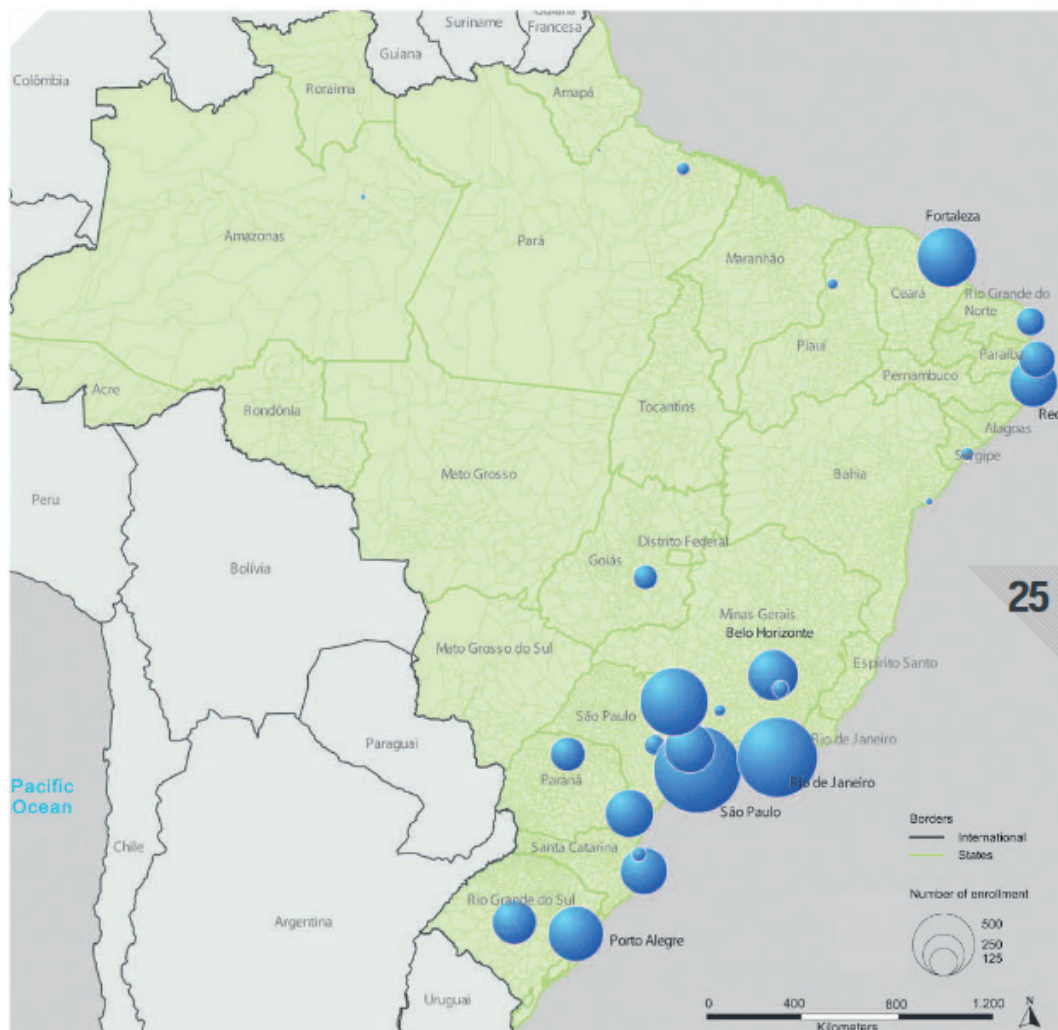 Suriname
Guiana
Francesa
Guiana
Colômbia
Roraima
Amapá
Fortaleza
Amazonas
Pará
Maranhão
Ceará
Rio Grande do
Norte
Piauí
Paraíba
Pernambuco
Acre
Rec
Tocantins
Rondônia
Alagoas
Sergipe
Mato Grosso
Bahia
Peru
Distrito Federal
Goiás
Bolívia
25
Minas Gerais
Belo Horizonte
Mato Grosso do Sul
Espírito Santo
São Paulo
Rio de Janeiro
Paraguai
Paraná
Rio de Janeiro
Pacific
Ocean
São Paulo
Borders
International
States
Chile
Santa Catarina
Number of enrollment
Rio Grande do Sul
500
250
125
Argentina
Porto Alegre
Uruguai
0 400 800 1.200
Kilometers
N